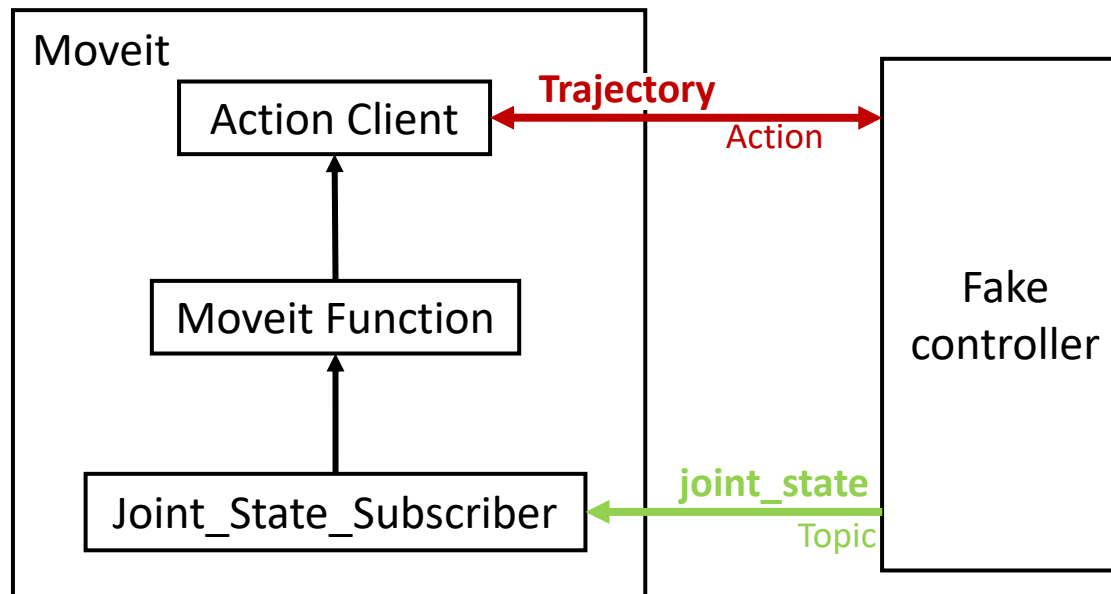 Moveit
Action Client
Trajectory
Action
Moveit Function
Fake
controller
Joint_State_Subscriber
joint_state
Topic